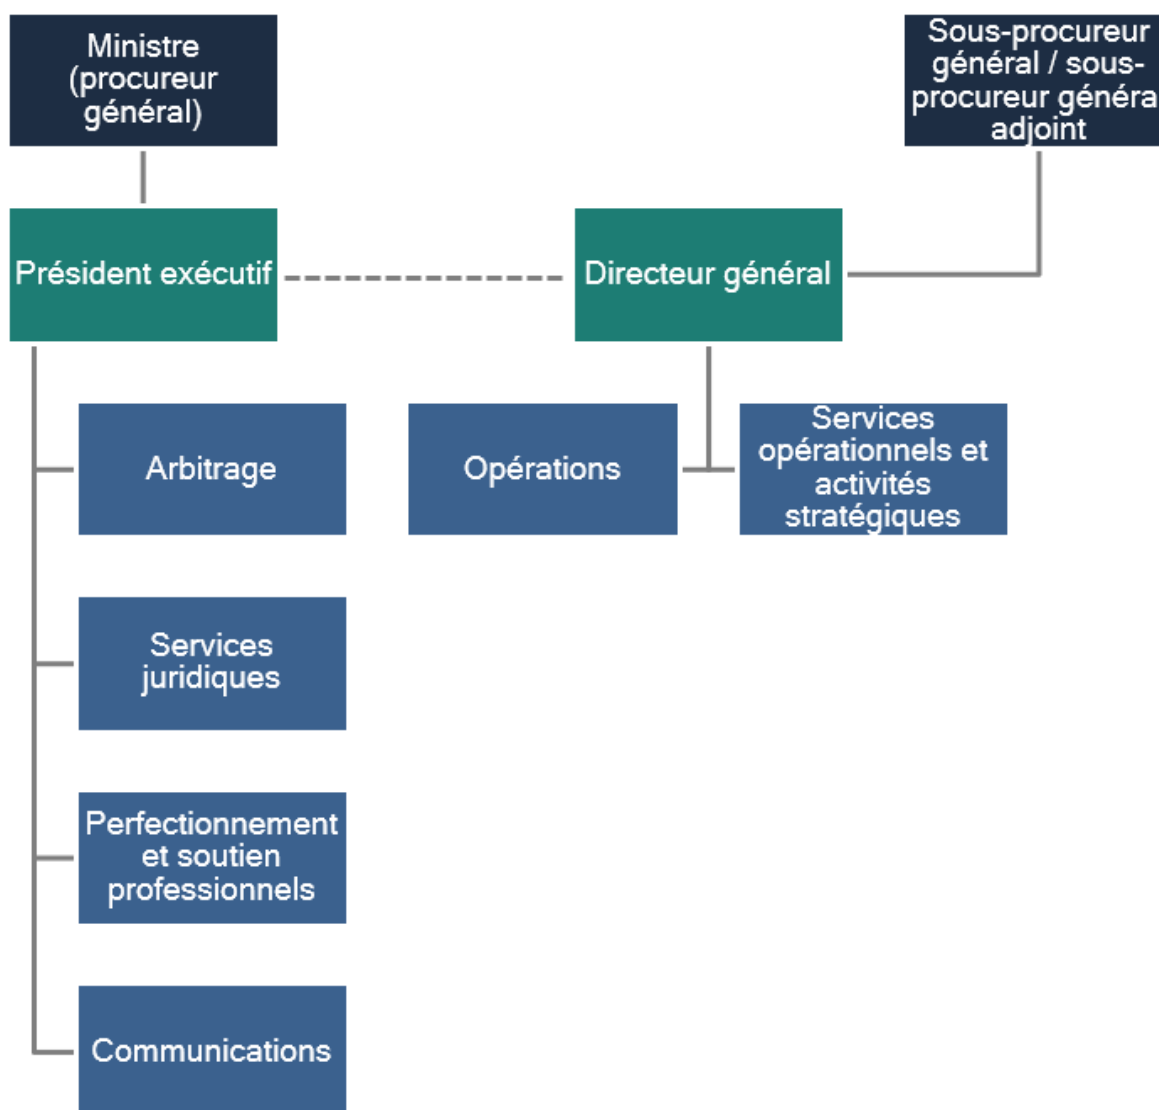 Ministre
(procureur
général)
Sous-procureur
général / sous-
procureur généra
adjoint
Président exécutif
Directeur général
Arbitrage
Opérations
Services
opérationnels et
activités
stratégiques
Services
juridiques
Perfectionnement
et soutien
professionnels
Communications